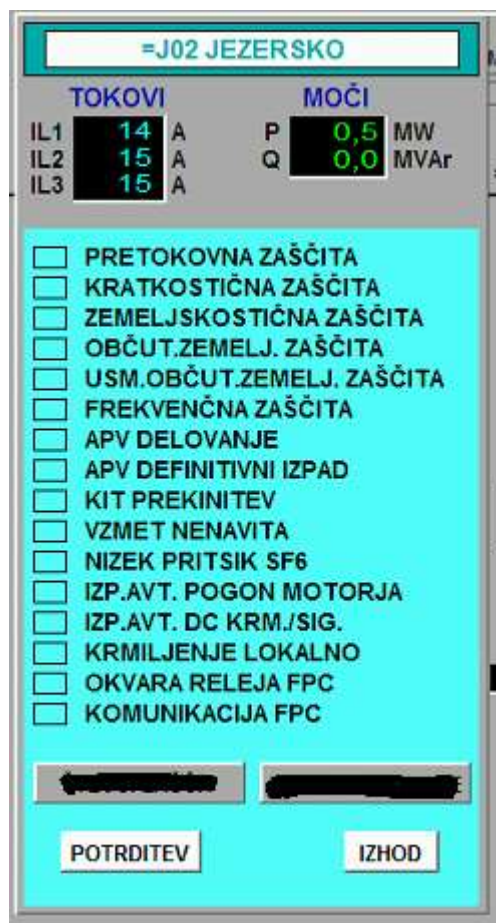 =J02 JEZERSKO
TOKOVI MOČI
IL1 14 A P 0,5 MW
IL2 15 A Q 0,0 MVAr
IL3 15 A
PRETOKOVNA ZAŠČITA
KRATKOSTIČNA ZAŠČITA
ZEMELJSKOSTIČNA ZAŠČITA
OBČUT.ZEMELJ. ZAŠČITA
USM.OBČUT.ZEMELJ. ZAŠČITA
FREKVENČNA ZAŠČITA
APV DELOVANJE
APV DEFINITIVNI IZPAD
KIT PREKINITEV
VZMET NENAVITA
NIZEK PRITSIK SF6
IZP.AVT. POGON MOTORJA
IZP.AVT. DC KRM./SIG.
KRMILJENJE LOKALNO
OKVARA RELEJA FPC
KOMUNIKACIJA FPC
POTRDITEV IZHOD